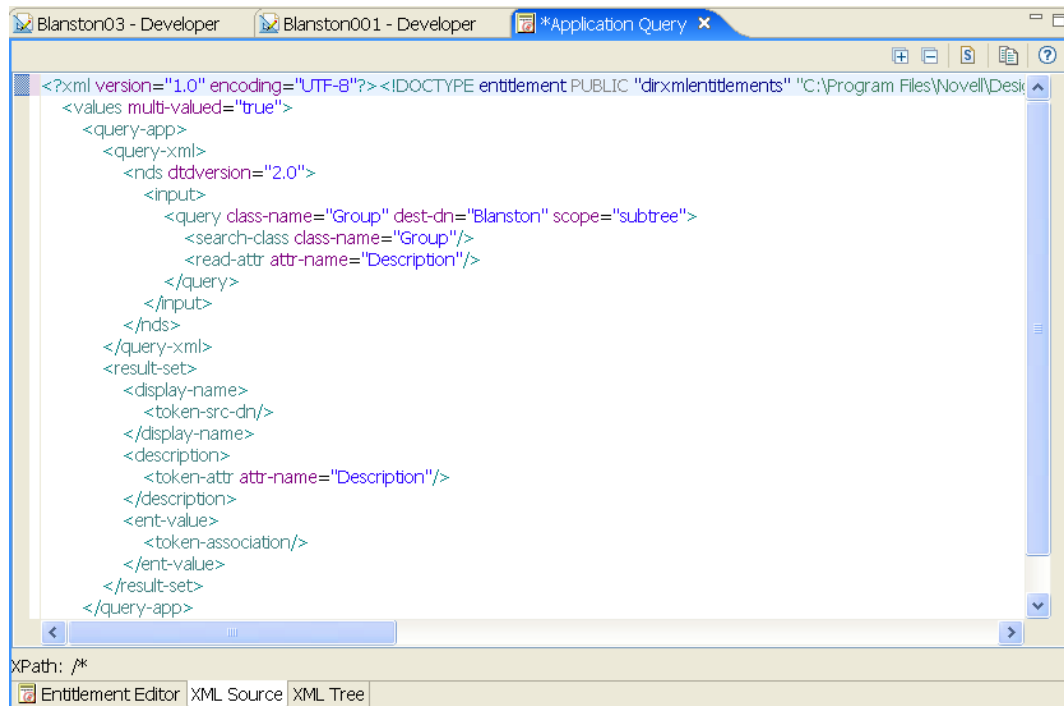 Blanston03 - Developer Blanston001 - Developer *Application Query
<?xml version="1.0" encoding="UTF-8"?><!DOCTYPE entitlement PUBLIC "dirxmlentitlements" "C:\Program Files\Novell\Desi
<values multi-valued="true">
<query-app>
<query-xml>
<nds dtdversion="2.0">
<input>
<query class-name="Group" dest-dn="Blanston" scope="subtree">
<search-class class-name="Group"/>
<read-attr attr-name="Description"/>
</query>
</input>
</nds>
</query-xml>
<result-set>
<display-name>
<token-src-dn/>
</display-name>
<description>
<token-attr attr-name="Description"/>
</description>
<ent-value>
<token-association/>
</ent-value>
</result-set>
</query-app>
XPath: /*
Entitlement Editor XML Source XML Tree